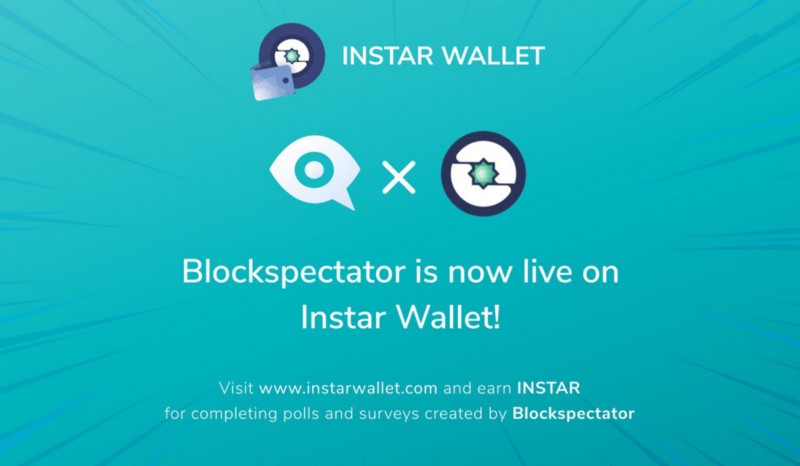 INSTAR WALLET
Blockspectator is now live on
Instar Wallet!
Visit www.instarwallet.com and earn INSTAR
for completing polls and surveys created by Blockspectator